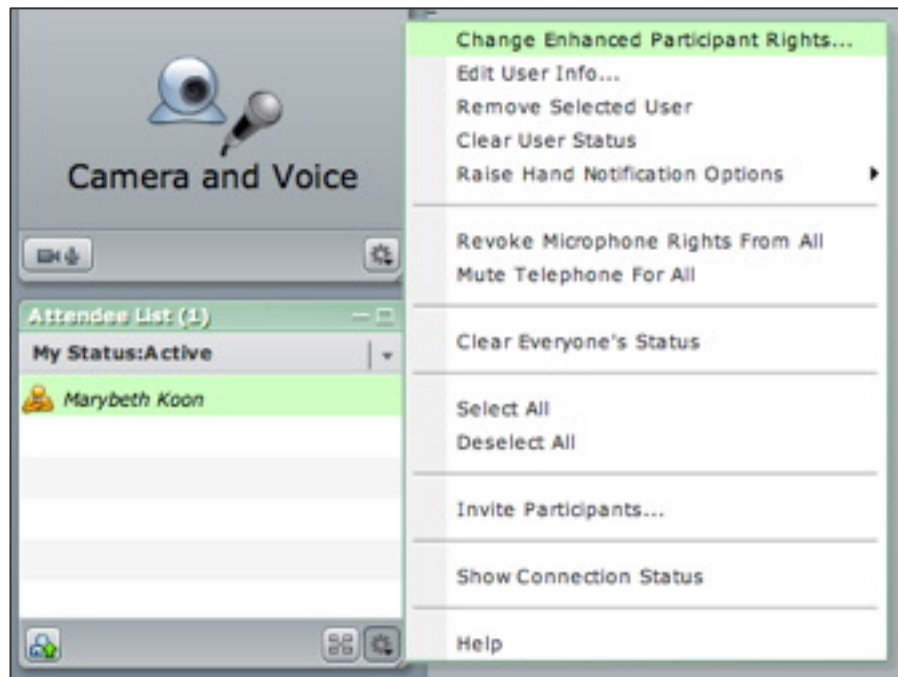 Camera and Voice
Attendee List (1)
My Status:Active
Marybeth Koon
Change Enhanced Participant Rights...
Edit User Info...
Remove Selected User
Clear User Status
Raise Hand Notification Options
Revoke Microphone Rights From All
Mute Telephone For All
Clear Everyone's Status
Select All
Deselect All
Invite Participants...
Show Connection Status
Help